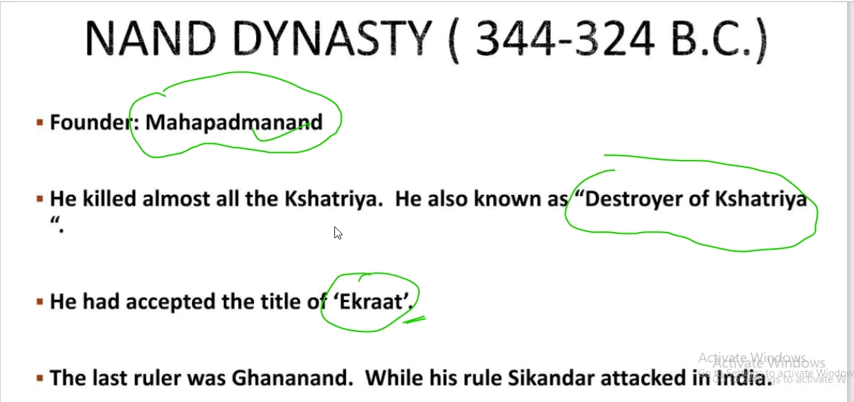 NAND DYNASTY ( 344-324 B.C.)
▪ Founder: Mahapadmanand
▪ He killed almost all the Kshatriya. He also known as “Destroyer of Kshatriya
“.
▪ He had accepted the title of ‘Ekraat’.
▪ The last ruler was Ghananand. While his rule Sikandar attacked in India.
Activate Windows
Activate Windows